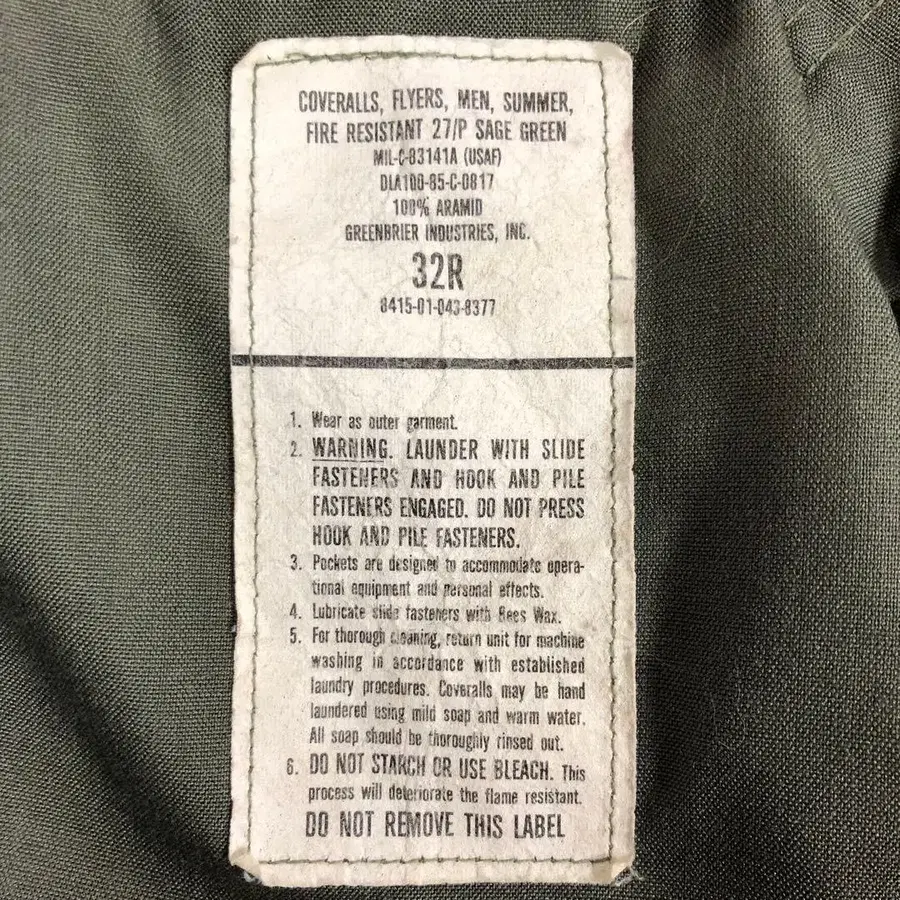 COVERALLS, FLYERS, MEN, SUMMER,
FIRE RESISTANT 27/P SAGE GREEN
MIL-C-83141A (USAF)
DLA100-85-C-0817
100% ARAMID
GREENBRIER INDUSTRIES, INC.
32R
8415-01-043-8377
1. Wear as outer garment.
2. WARNING. LAUNDER WITH SLIDE
FASTENERS AND HOOK AND PILE
FASTENERS ENGAGED. DO NOT PRESS
HOOK AND PILE FASTENERS.
3. Pockets are designed to accommodate opera-
tional equipment and personal effects.
4. Lubricate slide fasteners with Bees Wax.
5. For thorough cleaning, return unit for machine
washing in accordance with established
laundry procedures. Coveralls may be hand
laundered using mild soap and warm water.
All soap should be thoroughly rinsed out.
6. DO NOT STARCH OR USE BLEACH. This
process will deteriorate the flame resistant.
DO NOT REMOVE THIS LABEL